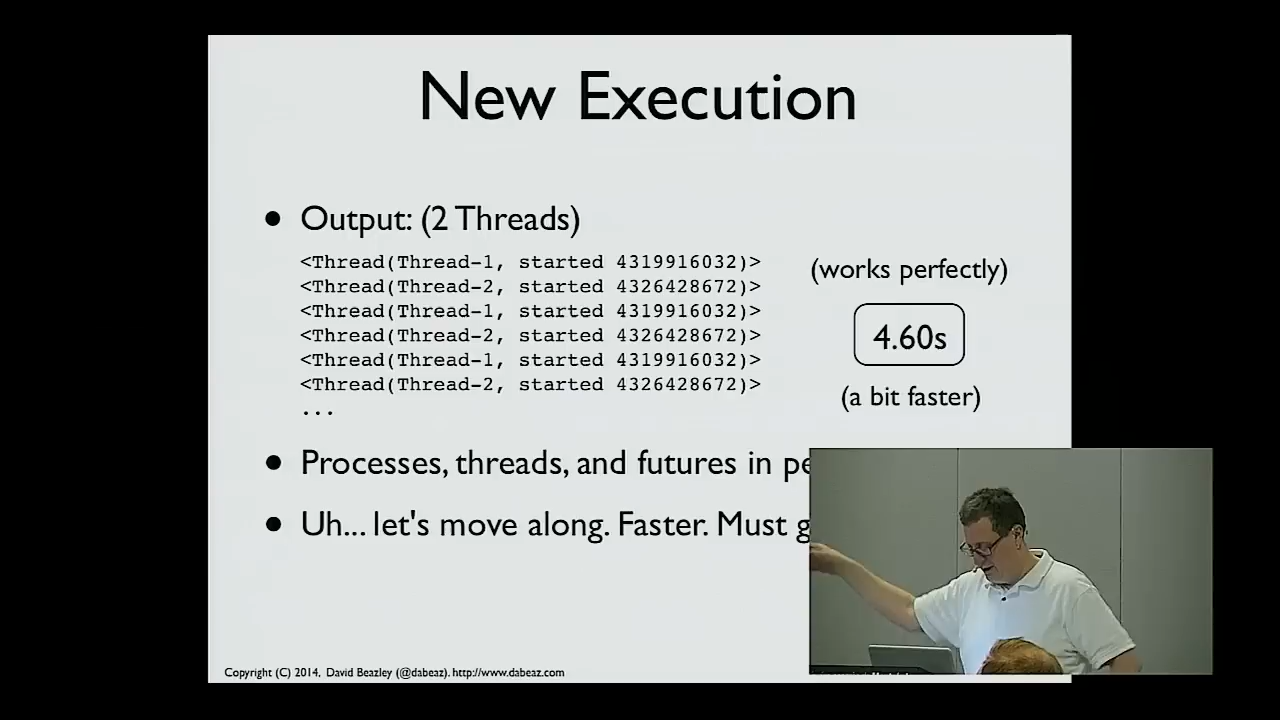 New Execution
• Output: (2 Threads)
<Thread(Thread-1, started 4319916032)>
<Thread(Thread-2, started 4326428672)>
<Thread(Thread-1, started 4319916032)>
<Thread(Thread-2, started 4326428672)>
<Thread(Thread-1, started 4319916032)>
<Thread(Thread-2, started 4326428672)>
...
(works perfectly)
4.60s
(a bit faster)
• Processes, threads, and futures in pe
• Uh... let's move along. Faster. Must g
Copyright (C) 2014, David Beazley (@dabeaz). http://www.dabeaz.com